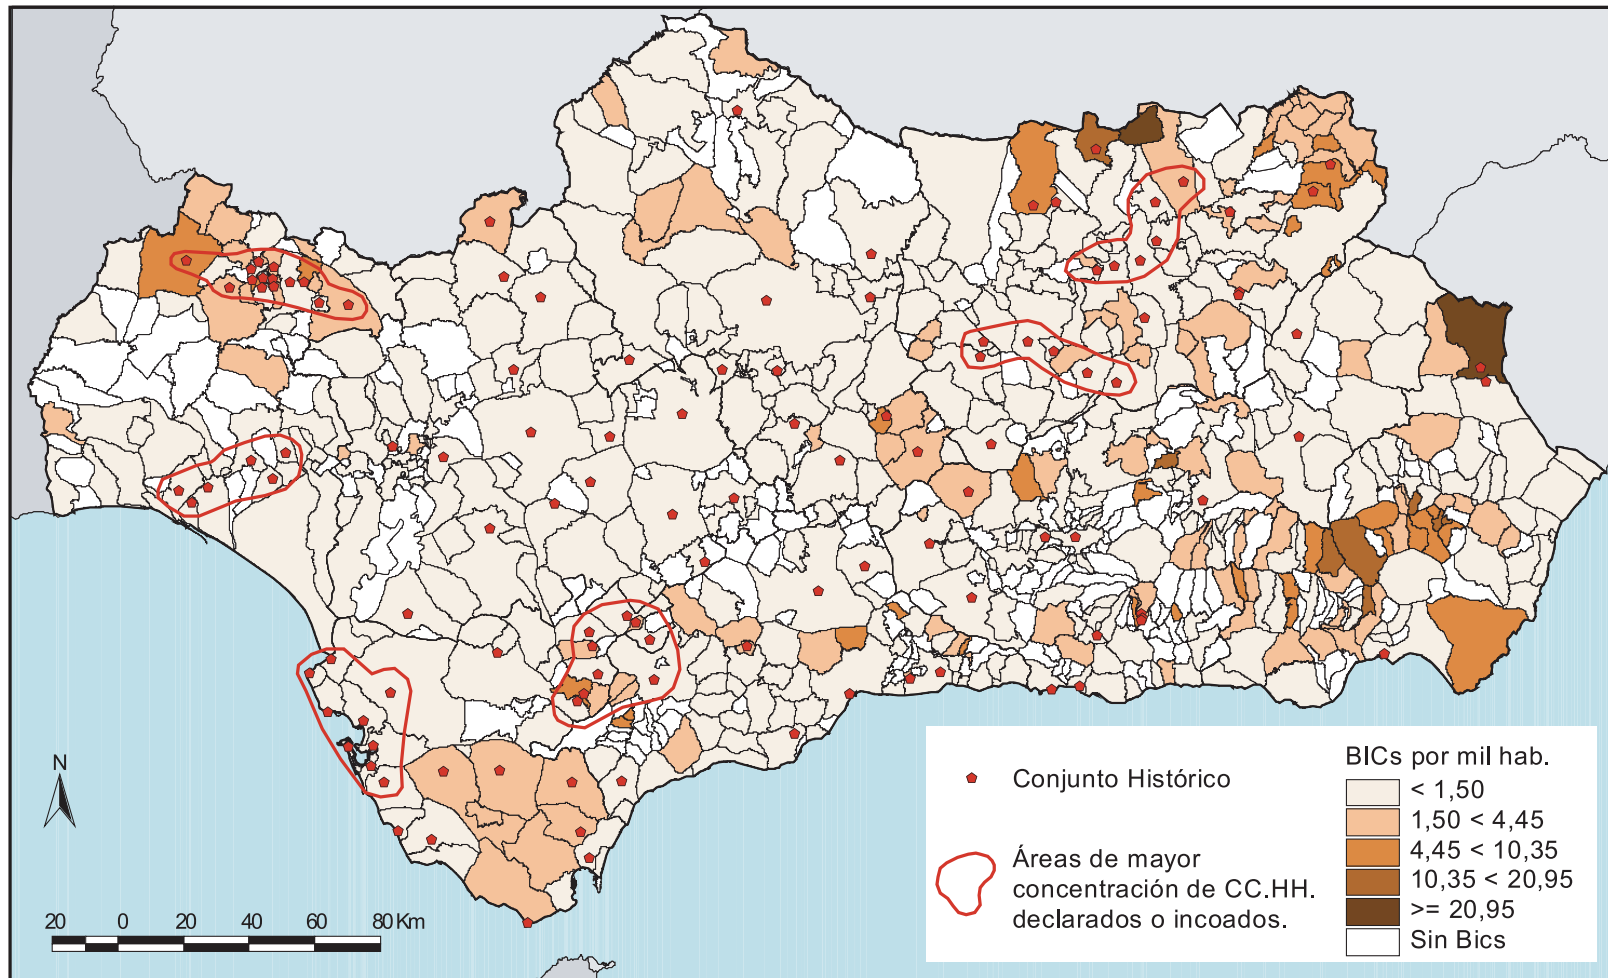 N
20 0 20 40 60 80 Km
Conjunto Histórico
Áreas de mayor
concentración de CC.HH.
declarados o incoados.
BICs por mil hab.
< 1,50
1,50 < 4,45
4,45 < 10,35
10,35 < 20,95
>= 20,95
Sin Bics